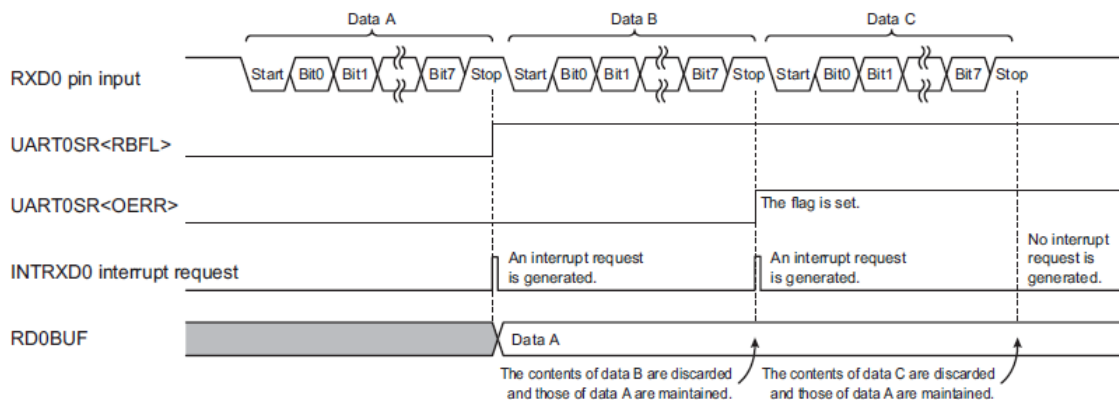 Data A
Data B
Data C
RXD0 pin input
Start Bit0 Bit1 Bit7 Stop Start Bit0 Bit1 Bit7 Stop Start Bit0 Bit1 Bit7 Stop
UART0SR<RBFL>
UART0SR<OERR>
The flag is set.
INTRXD0 interrupt request
An interrupt request
is generated.
An interrupt request
is generated.
No interrupt
request is
generated.
RD0BUF
Data A
The contents of data B are discarded
and those of data A are maintained.
The contents of data C are discarded
and those of data A are maintained.